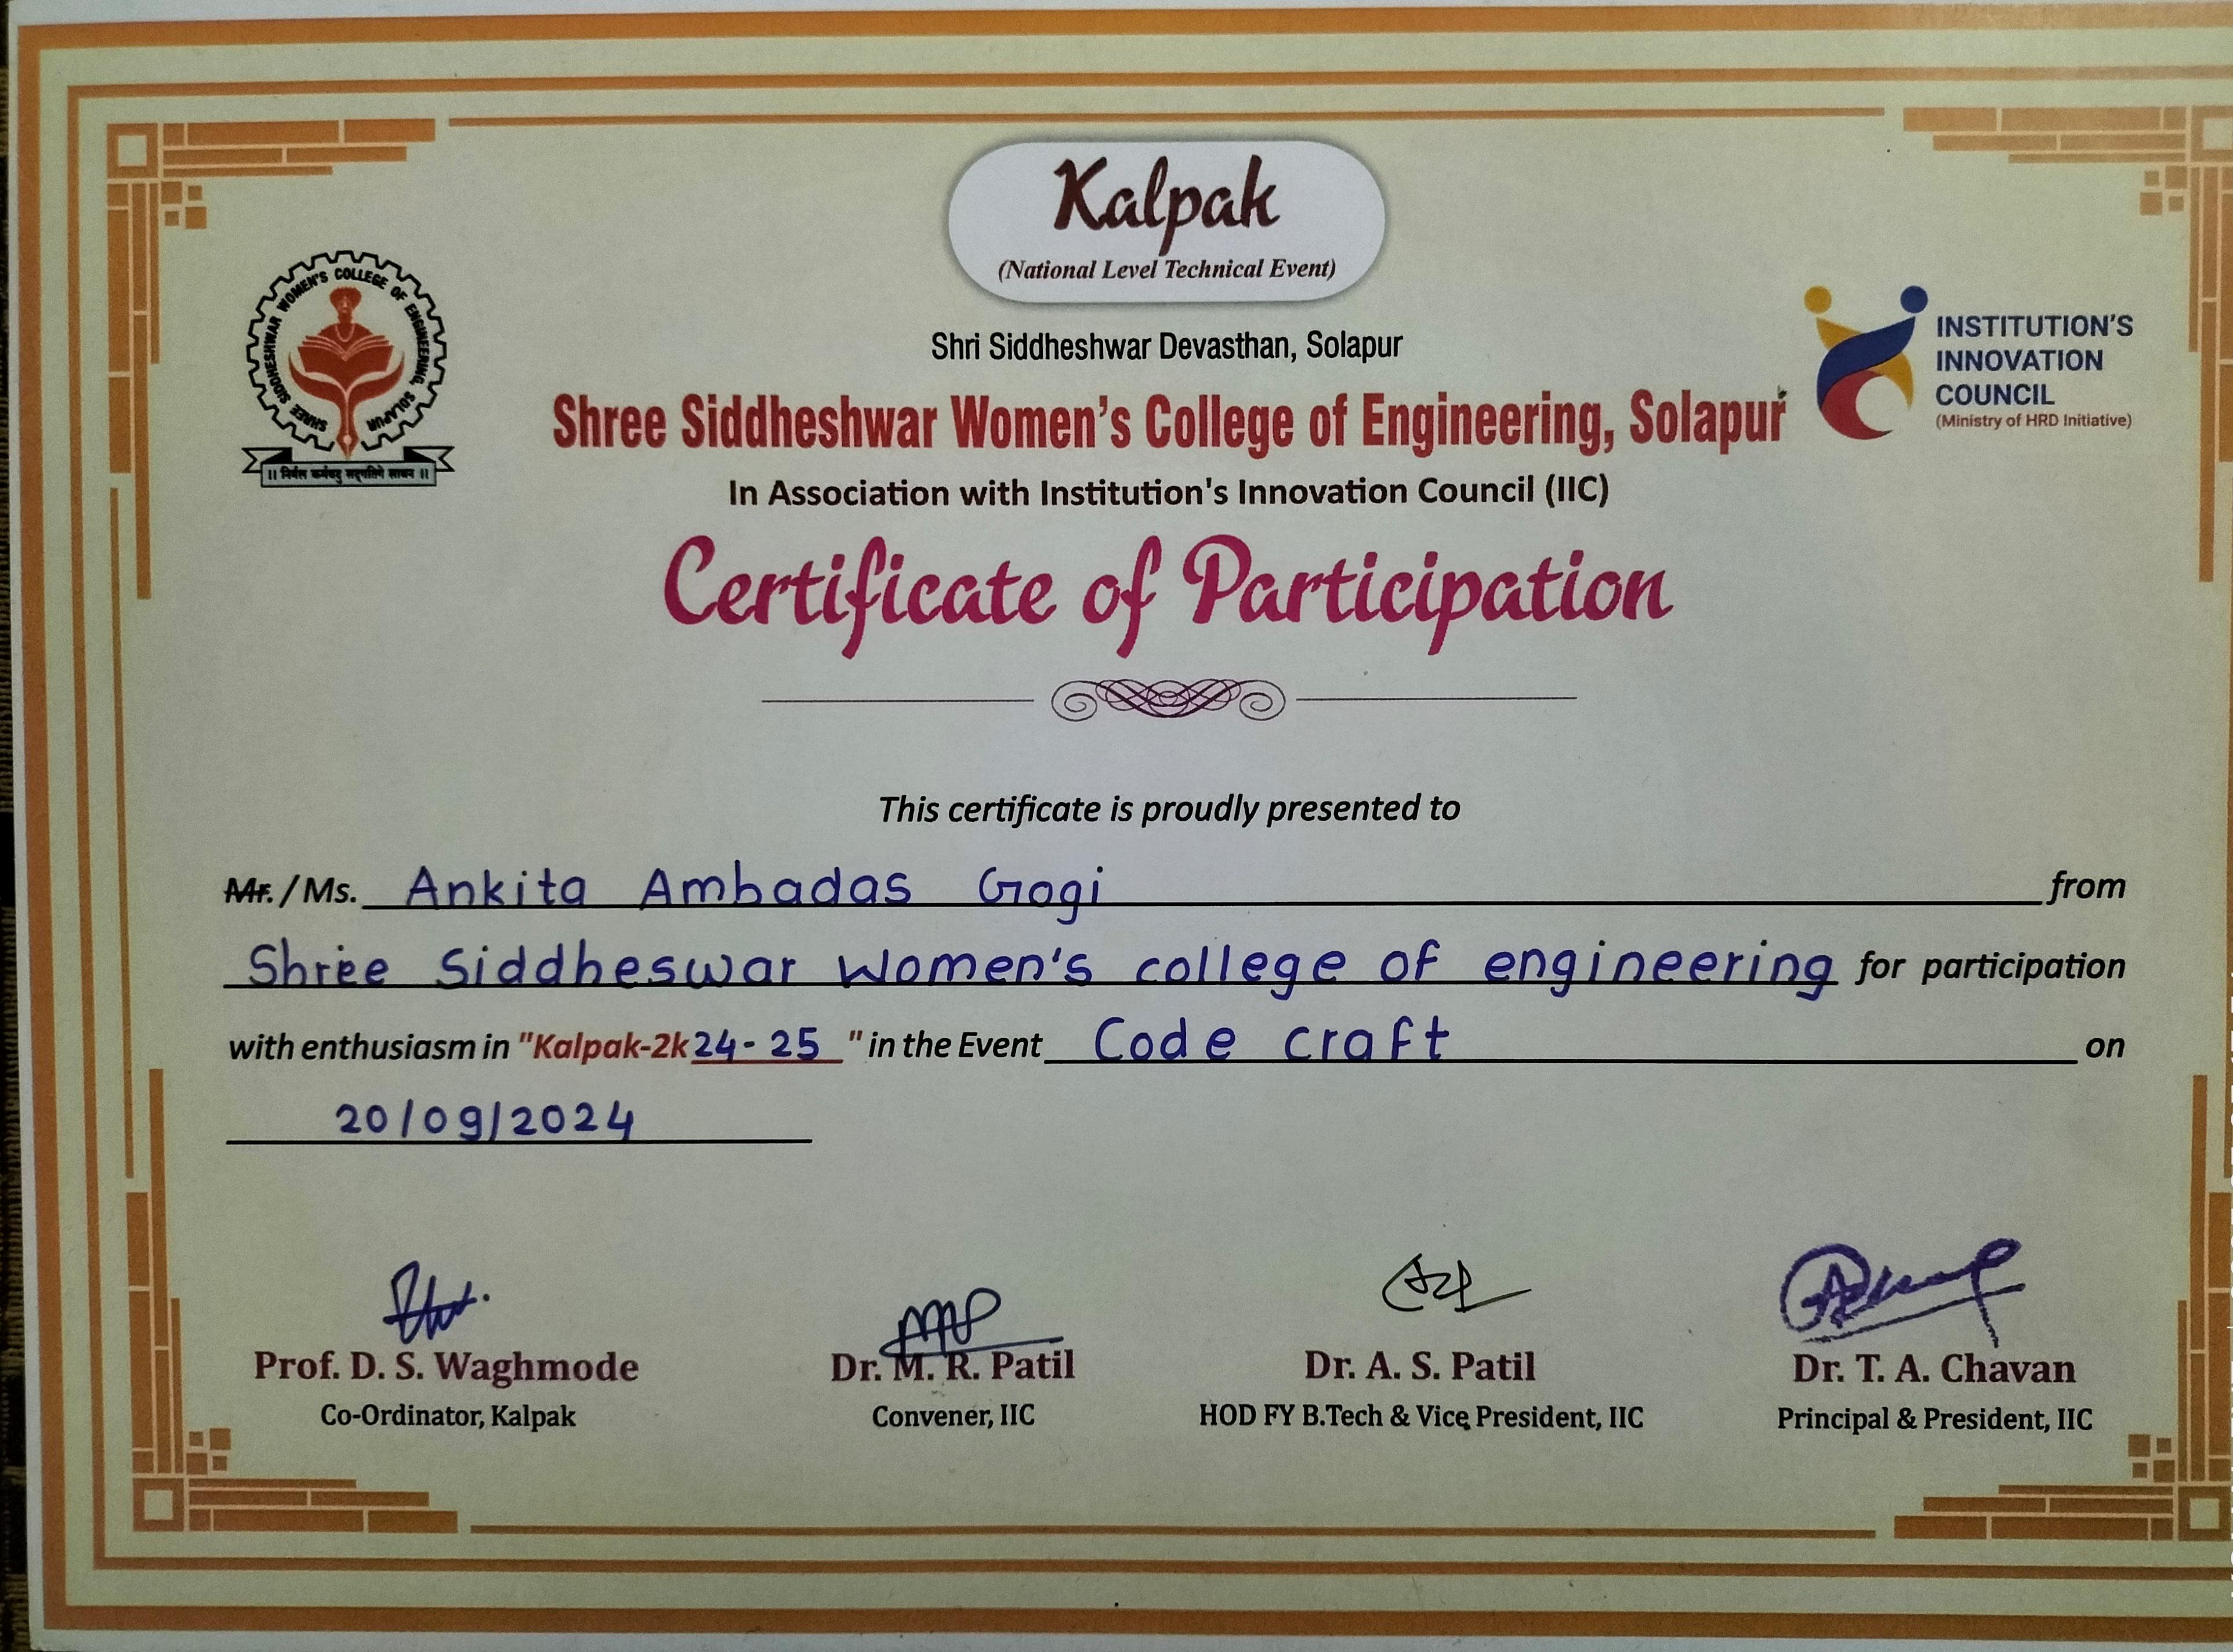 Kalpak
(National Level Technical Event)
SHREE SIDDHESHWAR WOMEN'S COLLEGE OF ENGINEERING, SOLAPUR
INSTITUTION'S
INNOVATION
COUNCIL
(Ministry of HRD Initiative)
Shri Siddheshwar Devasthan, Solapur
Shree Siddheshwar Women's College of Engineering, Solapur
In Association with Institution's Innovation Council (IIC)
Certificate of Participation
This certificate is proudly presented to
Mr. / Ms. Ankita Ambadas Gogi from
Shree Siddheswar Women's college of engineering for participation
with enthusiasm in "Kalpak-2k24-25" in the Event Code craft on
20/09/2024
Prof. D. S. Waghmode
Co-Ordinator, Kalpak
Dr. M. R. Patil
Convener, IIC
Dr. A. S. Patil
HOD FY B.Tech & Vice President, IIC
Dr. T. A. Chavan
Principal & President, IIC